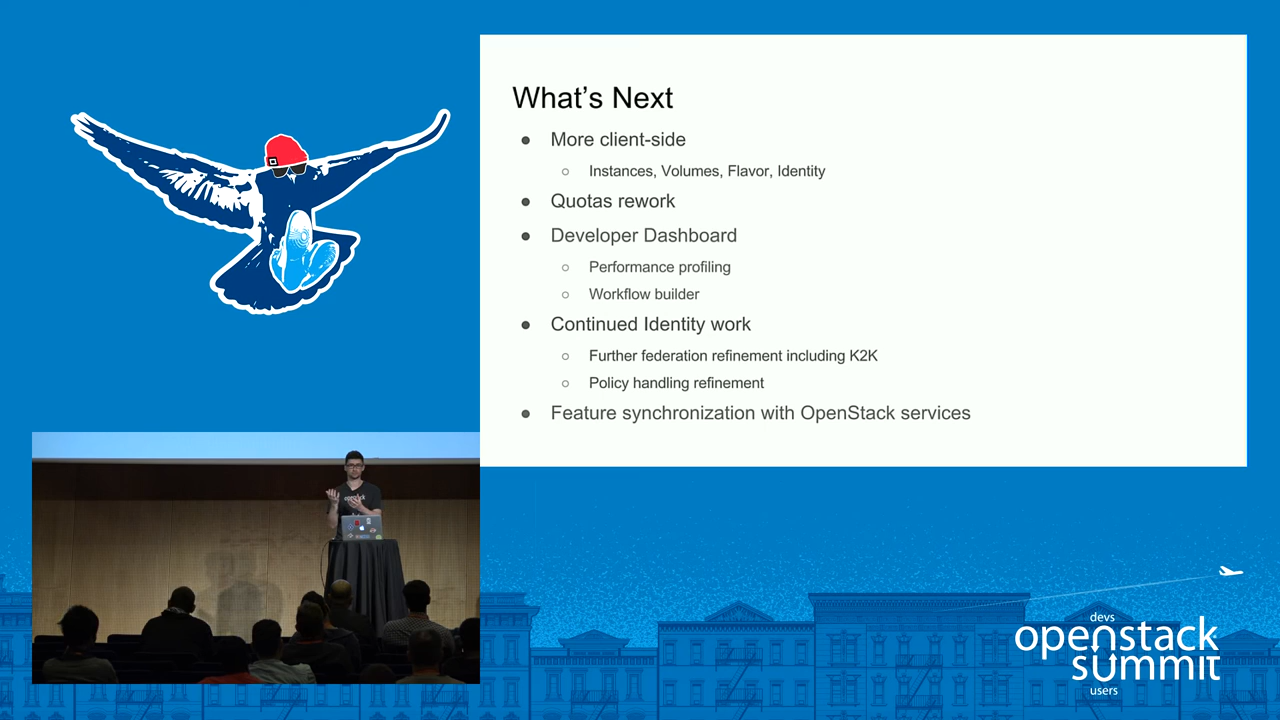 What's Next
● More client-side
○ Instances, Volumes, Flavor, Identity
● Quotas rework
● Developer Dashboard
○ Performance profiling
○ Workflow builder
● Continued Identity work
○ Further federation refinement including K2K
○ Policy handling refinement
● Feature synchronization with OpenStack services
openstack
devs
openstack
summit
users